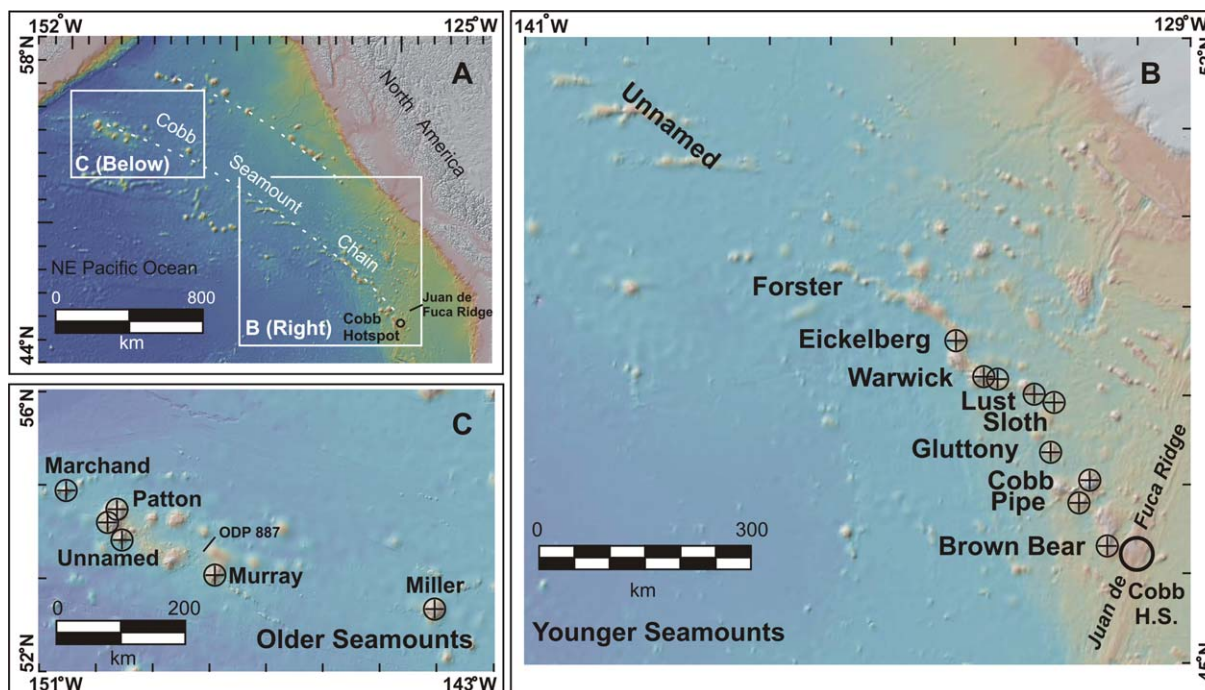 152°W
125°W
58°N
A
North America
Cobb
C (Below)
Seamount
Chain
NE Pacific Ocean
0 800
km
B (Right)
Juan de
Fuca Ridge
Cobb
Hotspot
44°N
56°N
C
Marchand
Patton
ODP 887
Unnamed
Murray
Miller
0 200
km
Older Seamounts
52°N
151°W
143°W
141°W
129°W
B
Unnamed
Forster
Eickelberg
Warwick
Lust
Sloth
Gluttony
Cobb
Pipe
Brown Bear
Juan de
Fuca Ridge
Cobb
H.S.
0 300
km
Younger Seamounts
45°N